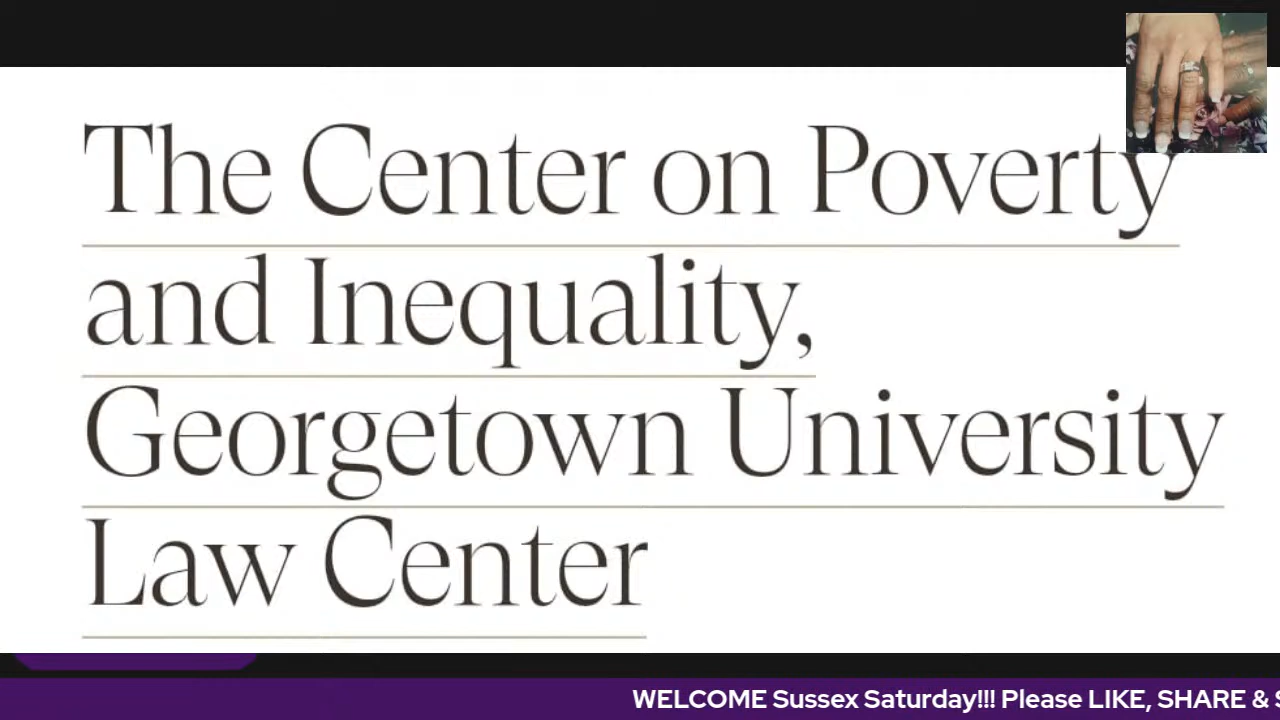 The Center on Poverty
and Inequality,
Georgetown University
Law Center
WELCOME Sussex Saturday!!! Please LIKE, SHARE &